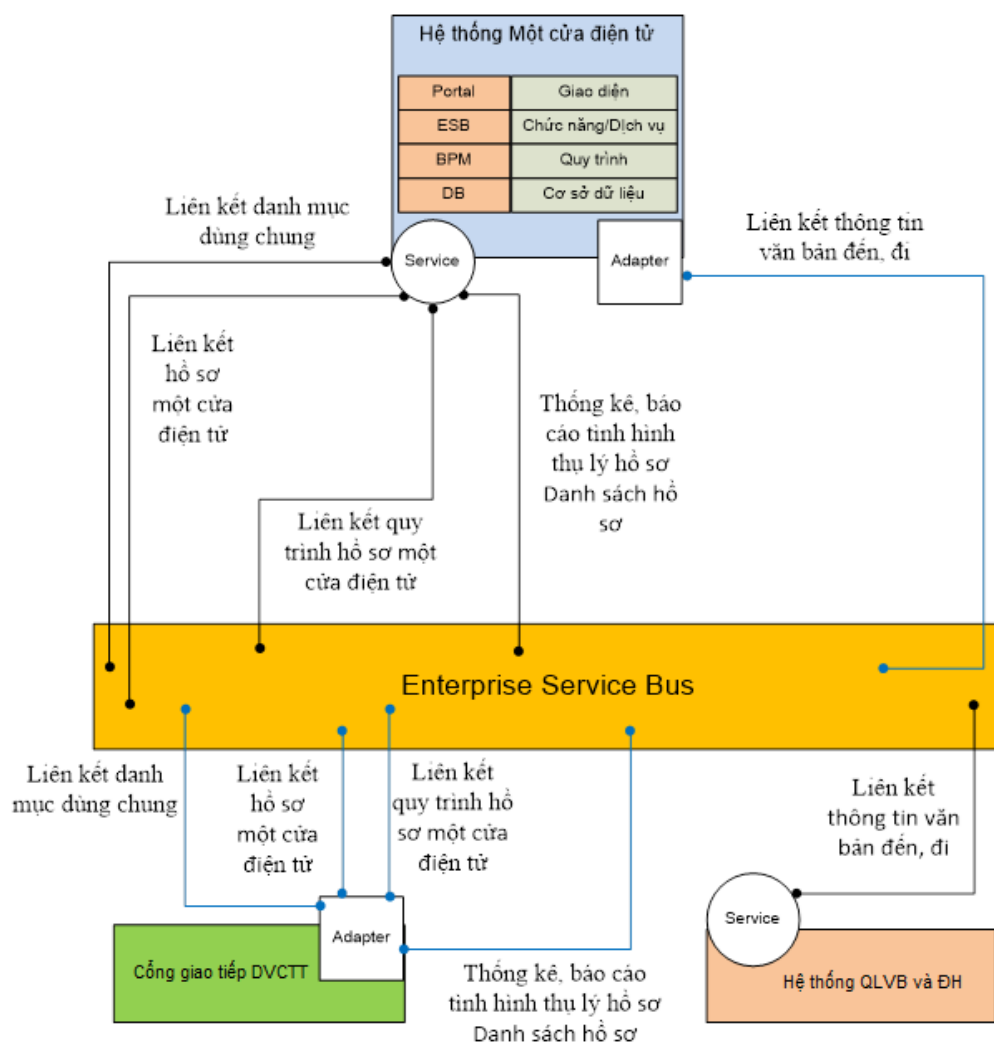 Hệ thống Một cửa điện tử
Portal
Giao diện
ESB
Chức năng/Dịch vụ
BPM
Quy trình
DB
Cơ sở dữ liệu
Service
Adapter
Liên kết danh mục
dùng chung
Liên kết thông tin
văn bản đến, đi
Liên kết
hồ sơ
một cửa
điện tử
Thống kê, báo
cáo tình hình
thụ lý hồ sơ
Danh sách hồ
sơ
Liên kết quy
trình hồ sơ một
cửa điện tử
Enterprise Service Bus
Liên kết danh
mục dùng chung
Liên kết
hồ sơ
một cửa
điện tử
Liên kết
quy trình hồ
sơ một cửa
điện tử
Liên kết
thông tin văn
bản đến, đi
Adapter
Cổng giao tiếp DVCTT
Thống kê, báo cáo
tình hình thụ lý hồ sơ
Danh sách hồ sơ
Service
Hệ thống QLVB và ĐH